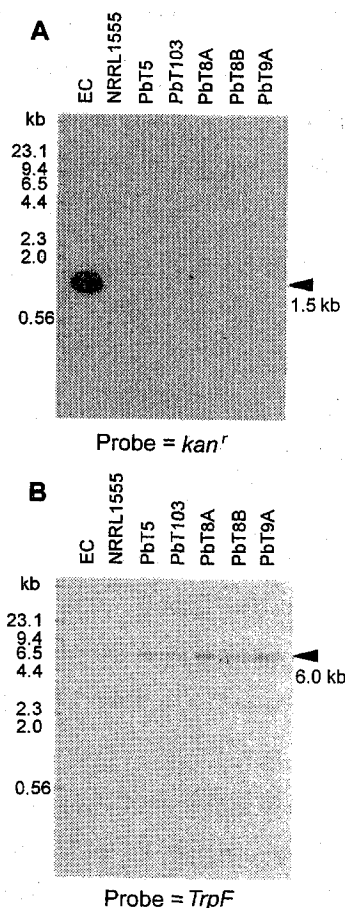 A
EC
NRRL1555
PbT5
PbT103
PbT8A
PbT8B
PbT9A
kb
23.1
9.4
6.5
4.4
2.3
2.0
0.56
1.5 kb
Probe = kanʳ
B
EC
NRRL1555
PbT5
PbT103
PbT8A
PbT8B
PbT9A
kb
23.1
9.4
6.5
4.4
2.3
2.0
0.56
6.0 kb
Probe = TrpF